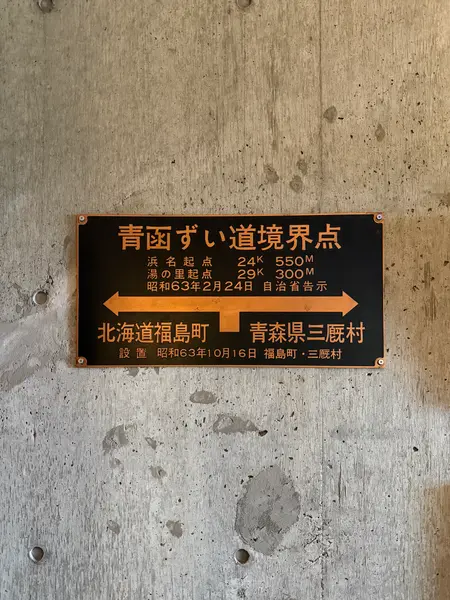 青函ずい道境界点
浜名起点 24K 550M
湯の里起点 29K 300M
昭和63年2月24日 自治省告示
北海道福島町 青森県三厩村
設置 昭和63年10月16日 福島町・三厩村